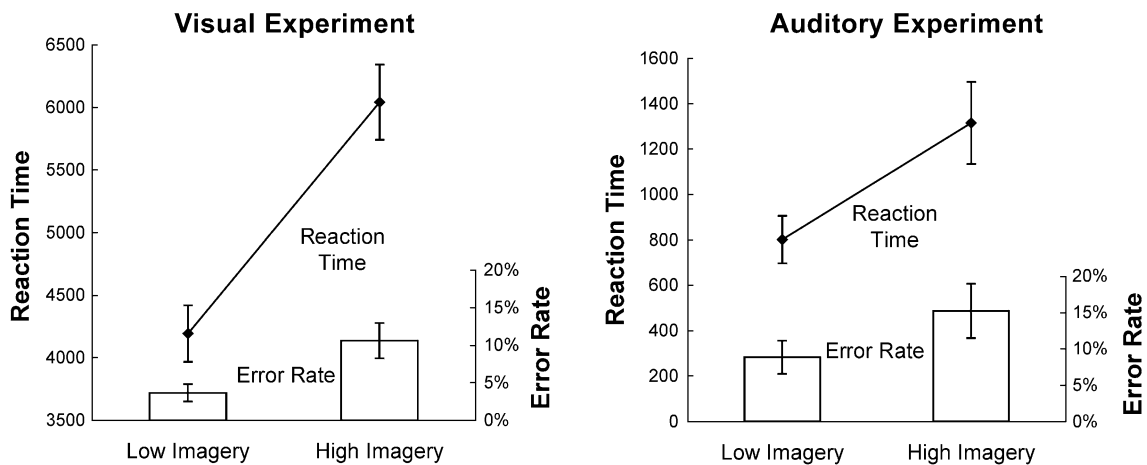 Visual Experiment
Reaction Time
6500
6000
5500
5000
4500
4000
3500
Reaction
Time
Error Rate
20%
15%
10%
5%
0%
Error Rate
Low Imagery
High Imagery
Auditory Experiment
Reaction Time
1600
1400
1200
1000
800
600
400
200
0
Reaction
Time
Error Rate
20%
15%
10%
5%
0%
Error Rate
Low Imagery
High Imagery